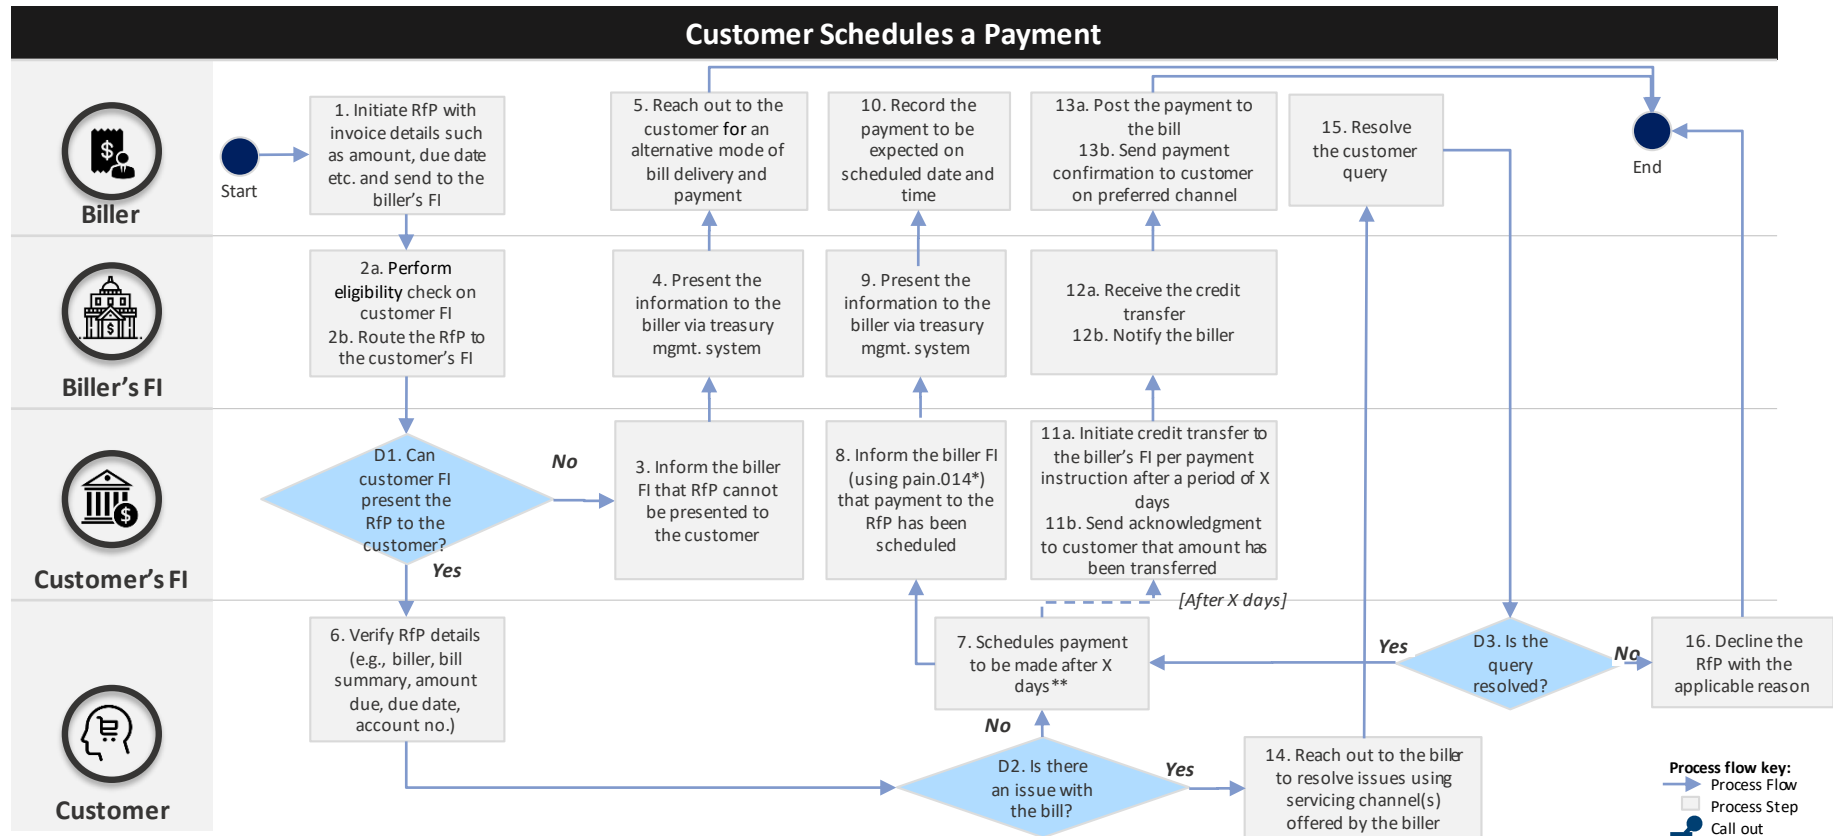 Customer Schedules a Payment
Biller
Start
1. Initiate RfP with
invoice details such
as amount, due date
etc. and send to the
biller's FI
5. Reach out to the
customer for an
alternative mode of
bill delivery and
payment
10. Record the
payment to be
expected on
scheduled date and
time
13a. Post the payment to
the bill
13b. Send payment
confirmation to customer
on preferred channel
15. Resolve
the customer
query
End
Biller's FI
2a. Perform
eligibility check on
customer FI
2b. Route the RfP to
the customer's FI
4. Present the
information to the
biller via treasury
mgmt. system
9. Present the
information to the
biller via treasury
mgmt. system
12a. Receive the credit
transfer
12b. Notify the biller
Customer's FI
D1. Can
customer FI
present the
RfP to the
customer?
No
Yes
3. Inform the biller
FI that RfP cannot
be presented to
the customer
8. Inform the biller FI
(using pain.014*)
that payment to the
RfP has been
scheduled
11a. Initiate credit transfer to
the biller's FI per payment
instruction after a period of X
days
11b. Send acknowledgment
to customer that amount has
been transferred
[After X days]
Customer
6. Verify RfP details
(e.g., biller, bill
summary, amount
due, due date,
account no.)
7. Schedules payment
to be made after X
days**
No
D2. Is there
an issue with
the bill?
Yes
14. Reach out to the biller
to resolve issues using
servicing channel(s)
offered by the biller
Yes
D3. Is the
query
resolved?
No
16. Decline the
RfP with the
applicable reason
Process flow key:
Process Flow
Process Step
Call out